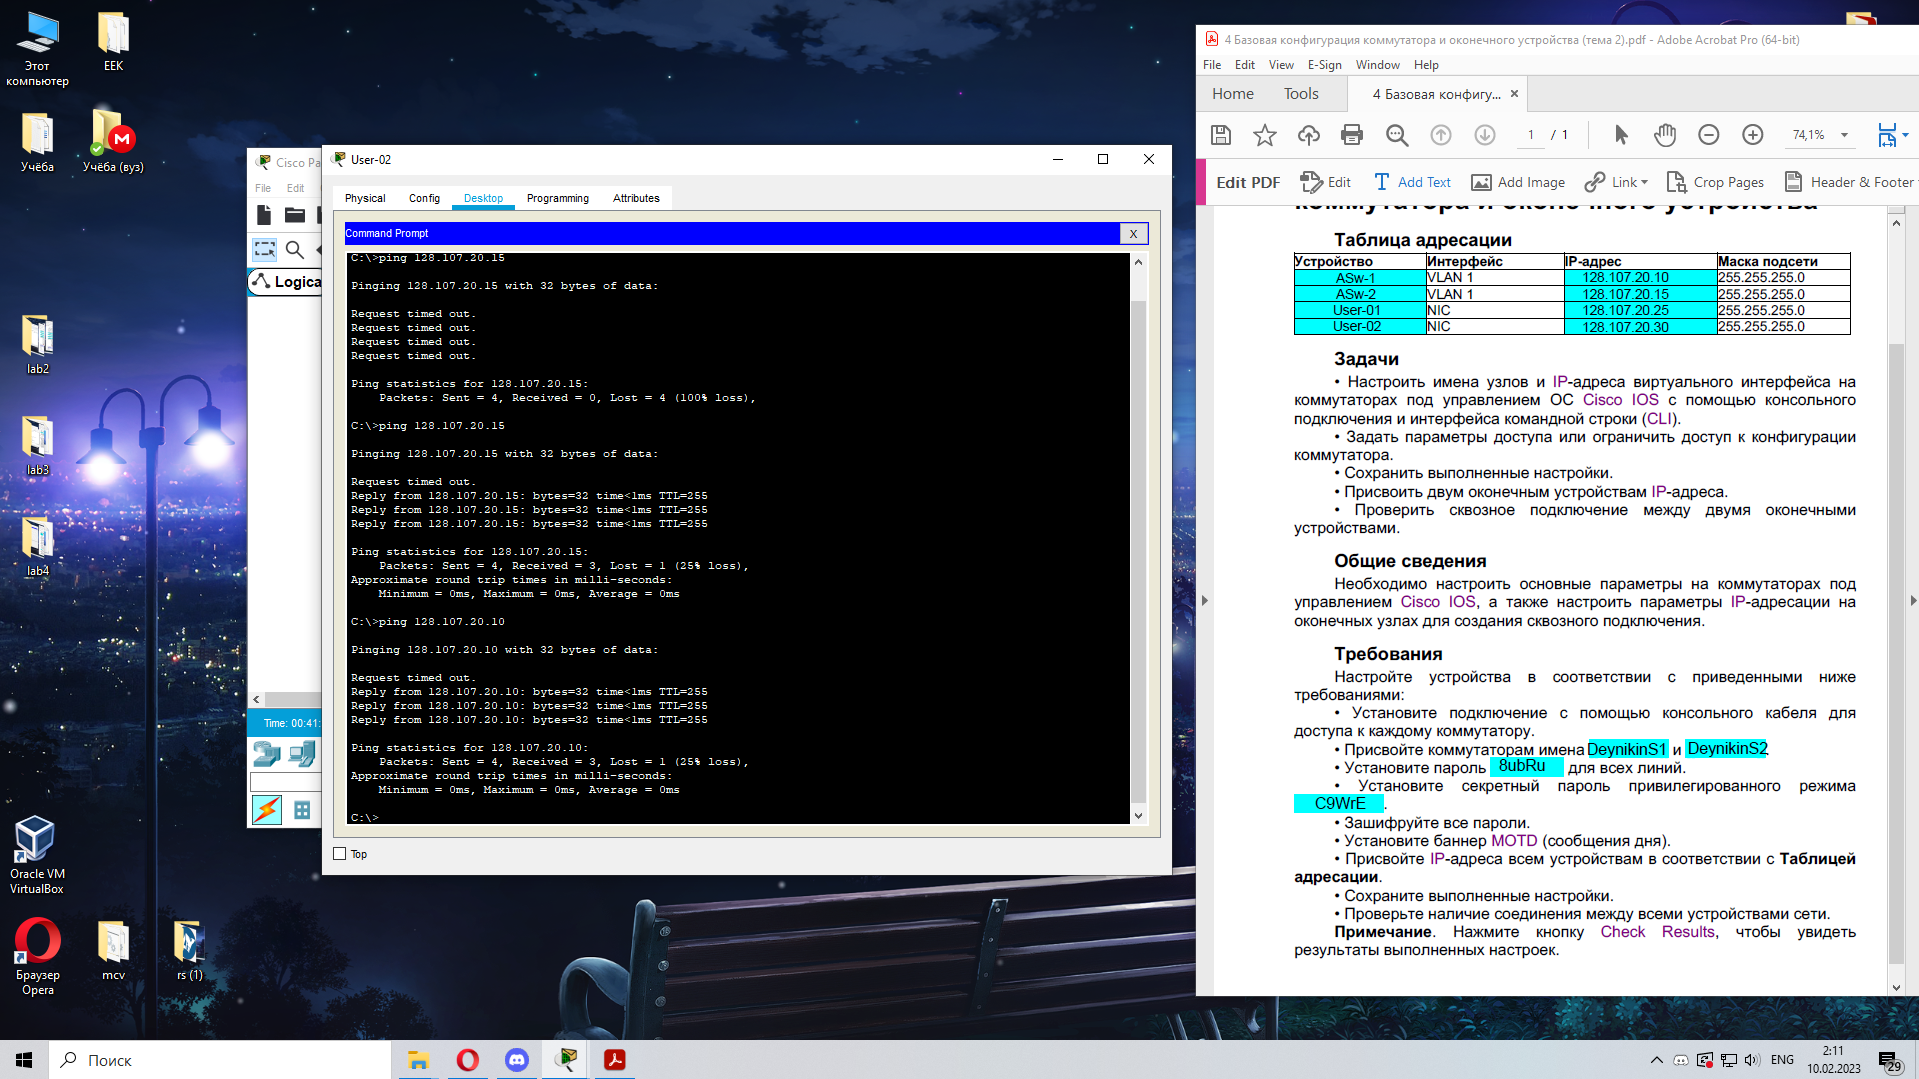 Этот компьютер
EEK
Учёба
Учёба (вуз)
lab2
lab3
lab4
Oracle VM VirtualBox
Браузер Opera
mcv
rs (1)
Cisco Pa
File Edit
Logica
Time: 00:41:
User-02
Physical Config Desktop Programming Attributes
Command Prompt
X
C:\>ping 128.107.20.15
Pinging 128.107.20.15 with 32 bytes of data:
Request timed out.
Request timed out.
Request timed out.
Request timed out.
Ping statistics for 128.107.20.15:
Packets: Sent = 4, Received = 0, Lost = 4 (100% loss),
C:\>ping 128.107.20.15
Pinging 128.107.20.15 with 32 bytes of data:
Request timed out.
Reply from 128.107.20.15: bytes=32 time<1ms TTL=255
Reply from 128.107.20.15: bytes=32 time<1ms TTL=255
Reply from 128.107.20.15: bytes=32 time<1ms TTL=255
Ping statistics for 128.107.20.15:
Packets: Sent = 4, Received = 3, Lost = 1 (25% loss),
Approximate round trip times in milli-seconds:
Minimum = 0ms, Maximum = 0ms, Average = 0ms
C:\>ping 128.107.20.10
Pinging 128.107.20.10 with 32 bytes of data:
Request timed out.
Reply from 128.107.20.10: bytes=32 time<1ms TTL=255
Reply from 128.107.20.10: bytes=32 time<1ms TTL=255
Reply from 128.107.20.10: bytes=32 time<1ms TTL=255
Ping statistics for 128.107.20.10:
Packets: Sent = 4, Received = 3, Lost = 1 (25% loss),
Approximate round trip times in milli-seconds:
Minimum = 0ms, Maximum = 0ms, Average = 0ms
C:\>
Top
4 Базовая конфигурация коммутатора и оконечного устройства (тема 2).pdf - Adobe Acrobat Pro (64-bit)
File Edit View E-Sign Window Help
Home Tools 4 Базовая конфигу... ×
1 / 1 74,1%
Edit PDF Edit Add Text Add Image Link Crop Pages Header & Footer
коммутатора и оконечного устройства
Таблица адресации
Устройство Интерфейс IP-адрес Маска подсети
ASw-1 VLAN 1 128.107.20.10 255.255.255.0
ASw-2 VLAN 1 128.107.20.15 255.255.255.0
User-01 NIC 128.107.20.25 255.255.255.0
User-02 NIC 128.107.20.30 255.255.255.0
Задачи
• Настроить имена узлов и IP-адреса виртуального интерфейса на
коммутаторах под управлением ОС Cisco IOS с помощью консольного
подключения и интерфейса командной строки (CLI).
• Задать параметры доступа или ограничить доступ к конфигурации
коммутатора.
• Сохранить выполненные настройки.
• Присвоить двум оконечным устройствам IP-адреса.
• Проверить сквозное подключение между двумя оконечными
устройствами.
Общие сведения
Необходимо настроить основные параметры на коммутаторах под
управлением Cisco IOS, а также настроить параметры IP-адресации на
оконечных узлах для создания сквозного подключения.
Требования
Настройте устройства в соответствии с приведенными ниже
требованиями:
• Установите подключение с помощью консольного кабеля для
доступа к каждому коммутатору.
• Присвойте коммутаторам имена DeynikinS1 и DeynikinS2.
• Установите пароль 8ubRu для всех линий.
• Установите секретный пароль привилегированного режима
C9WrE .
• Зашифруйте все пароли.
• Установите баннер MOTD (сообщения дня).
• Присвойте IP-адреса всем устройствам в соответствии с Таблицей
адресации.
• Сохраните выполненные настройки.
• Проверьте наличие соединения между всеми устройствами сети.
Примечание. Нажмите кнопку Check Results, чтобы увидеть
результаты выполненных настроек.
Поиск
ENG
2:11
10.02.2023
29